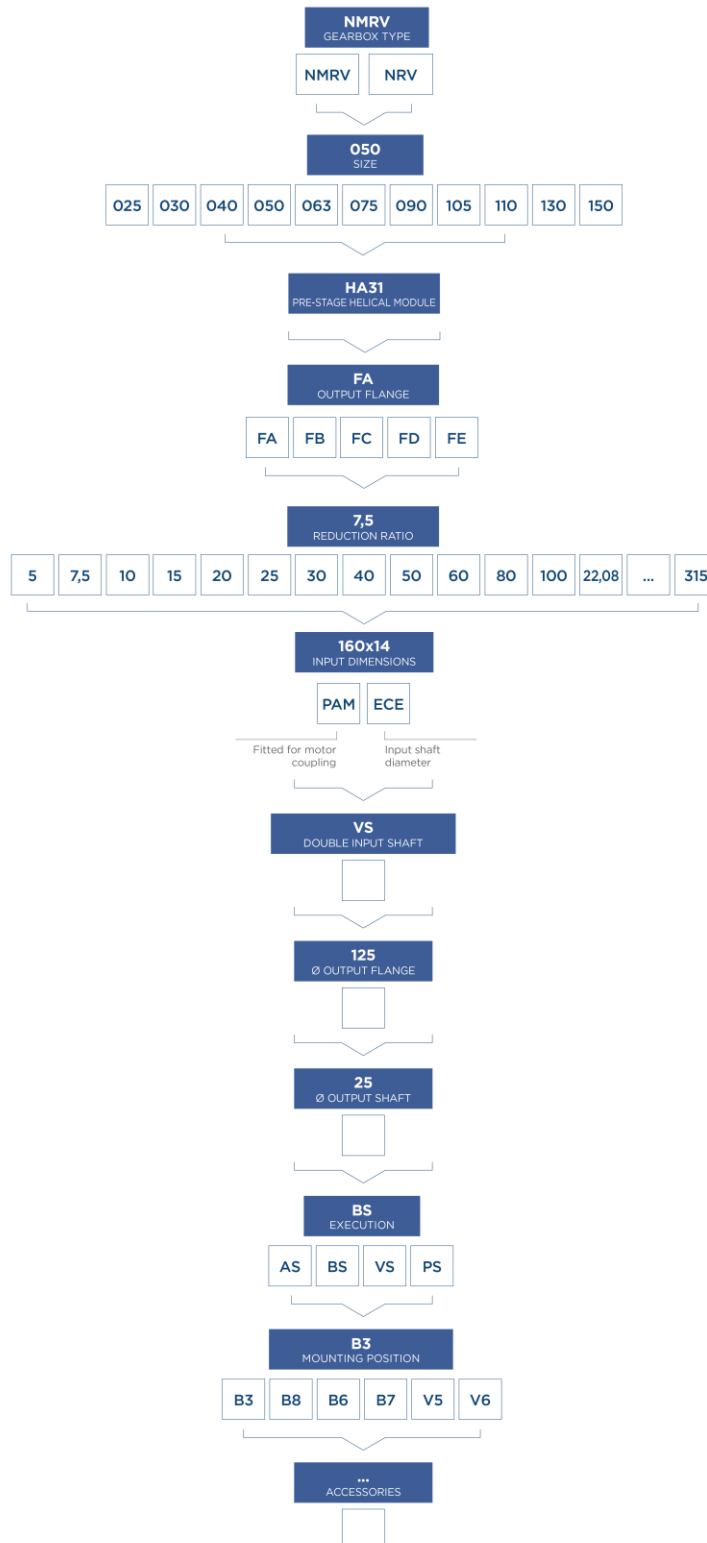 NMRV
GEARBOX TYPE
NMRV NRV
050
SIZE
025 030 040 050 063 075 090 105 110 130 150
HA31
PRE-STAGE HELICAL MODULE
FA
OUTPUT FLANGE
FA FB FC FD FE
7,5
REDUCTION RATIO
5 7,5 10 15 20 25 30 40 50 60 80 100 22,08 ... 315
160x14
INPUT DIMENSIONS
PAM ECE
Fitted for motor
coupling
Input shaft
diameter
VS
DOUBLE INPUT SHAFT
125
Ø OUTPUT FLANGE
25
Ø OUTPUT SHAFT
BS
EXECUTION
AS BS VS PS
B3
MOUNTING POSITION
B3 B8 B6 B7 V5 V6
...
ACCESSORIES